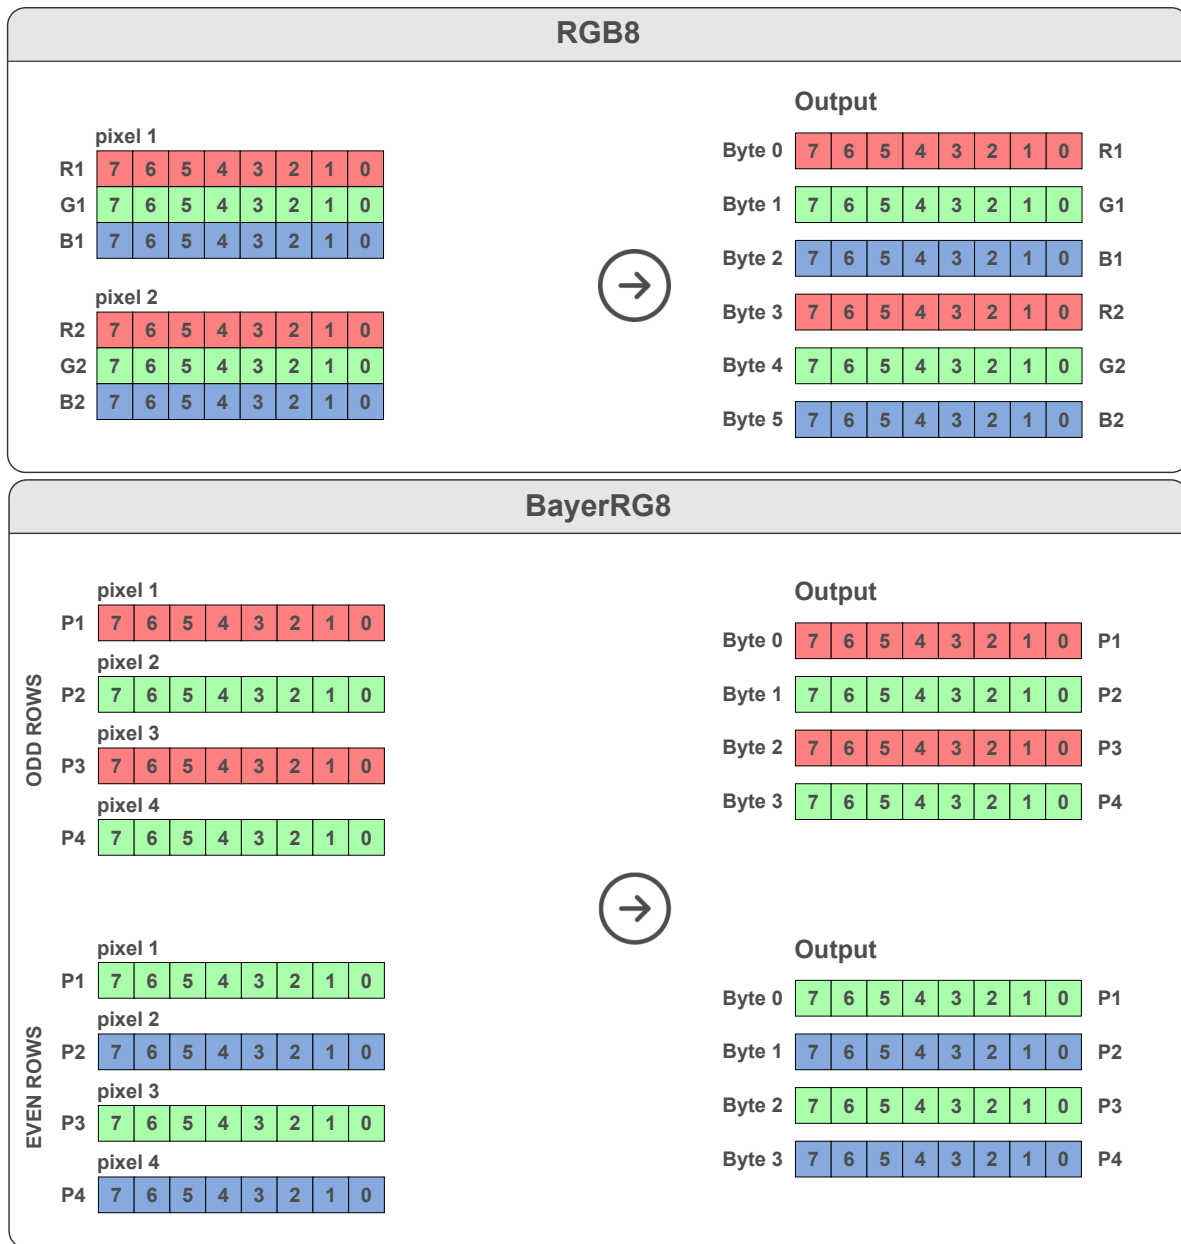 RGB8
pixel 1
R1 7 6 5 4 3 2 1 0
G1 7 6 5 4 3 2 1 0
B1 7 6 5 4 3 2 1 0
pixel 2
R2 7 6 5 4 3 2 1 0
G2 7 6 5 4 3 2 1 0
B2 7 6 5 4 3 2 1 0
Output
Byte 0 7 6 5 4 3 2 1 0 R1
Byte 1 7 6 5 4 3 2 1 0 G1
Byte 2 7 6 5 4 3 2 1 0 B1
Byte 3 7 6 5 4 3 2 1 0 R2
Byte 4 7 6 5 4 3 2 1 0 G2
Byte 5 7 6 5 4 3 2 1 0 B2
BayerRG8
ODD ROWS
pixel 1
P1 7 6 5 4 3 2 1 0
pixel 2
P2 7 6 5 4 3 2 1 0
pixel 3
P3 7 6 5 4 3 2 1 0
pixel 4
P4 7 6 5 4 3 2 1 0
Output
Byte 0 7 6 5 4 3 2 1 0 P1
Byte 1 7 6 5 4 3 2 1 0 P2
Byte 2 7 6 5 4 3 2 1 0 P3
Byte 3 7 6 5 4 3 2 1 0 P4
EVEN ROWS
pixel 1
P1 7 6 5 4 3 2 1 0
pixel 2
P2 7 6 5 4 3 2 1 0
pixel 3
P3 7 6 5 4 3 2 1 0
pixel 4
P4 7 6 5 4 3 2 1 0
Output
Byte 0 7 6 5 4 3 2 1 0 P1
Byte 1 7 6 5 4 3 2 1 0 P2
Byte 2 7 6 5 4 3 2 1 0 P3
Byte 3 7 6 5 4 3 2 1 0 P4